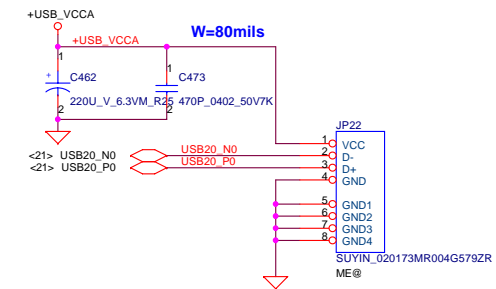 +USB_VCCA
+USB_VCCA
W=80mils
1
+
C462
220U_V_6.3VM_R25
2
1
C473
470P_0402_50V7K
2
JP22
<21> USB20_N0
USB20_N0
<21> USB20_P0
USB20_P0
1 VCC
2 D-
3 D+
4 GND
5 GND1
6 GND2
7 GND3
8 GND4
SUYIN_020173MR004G579ZR
ME@